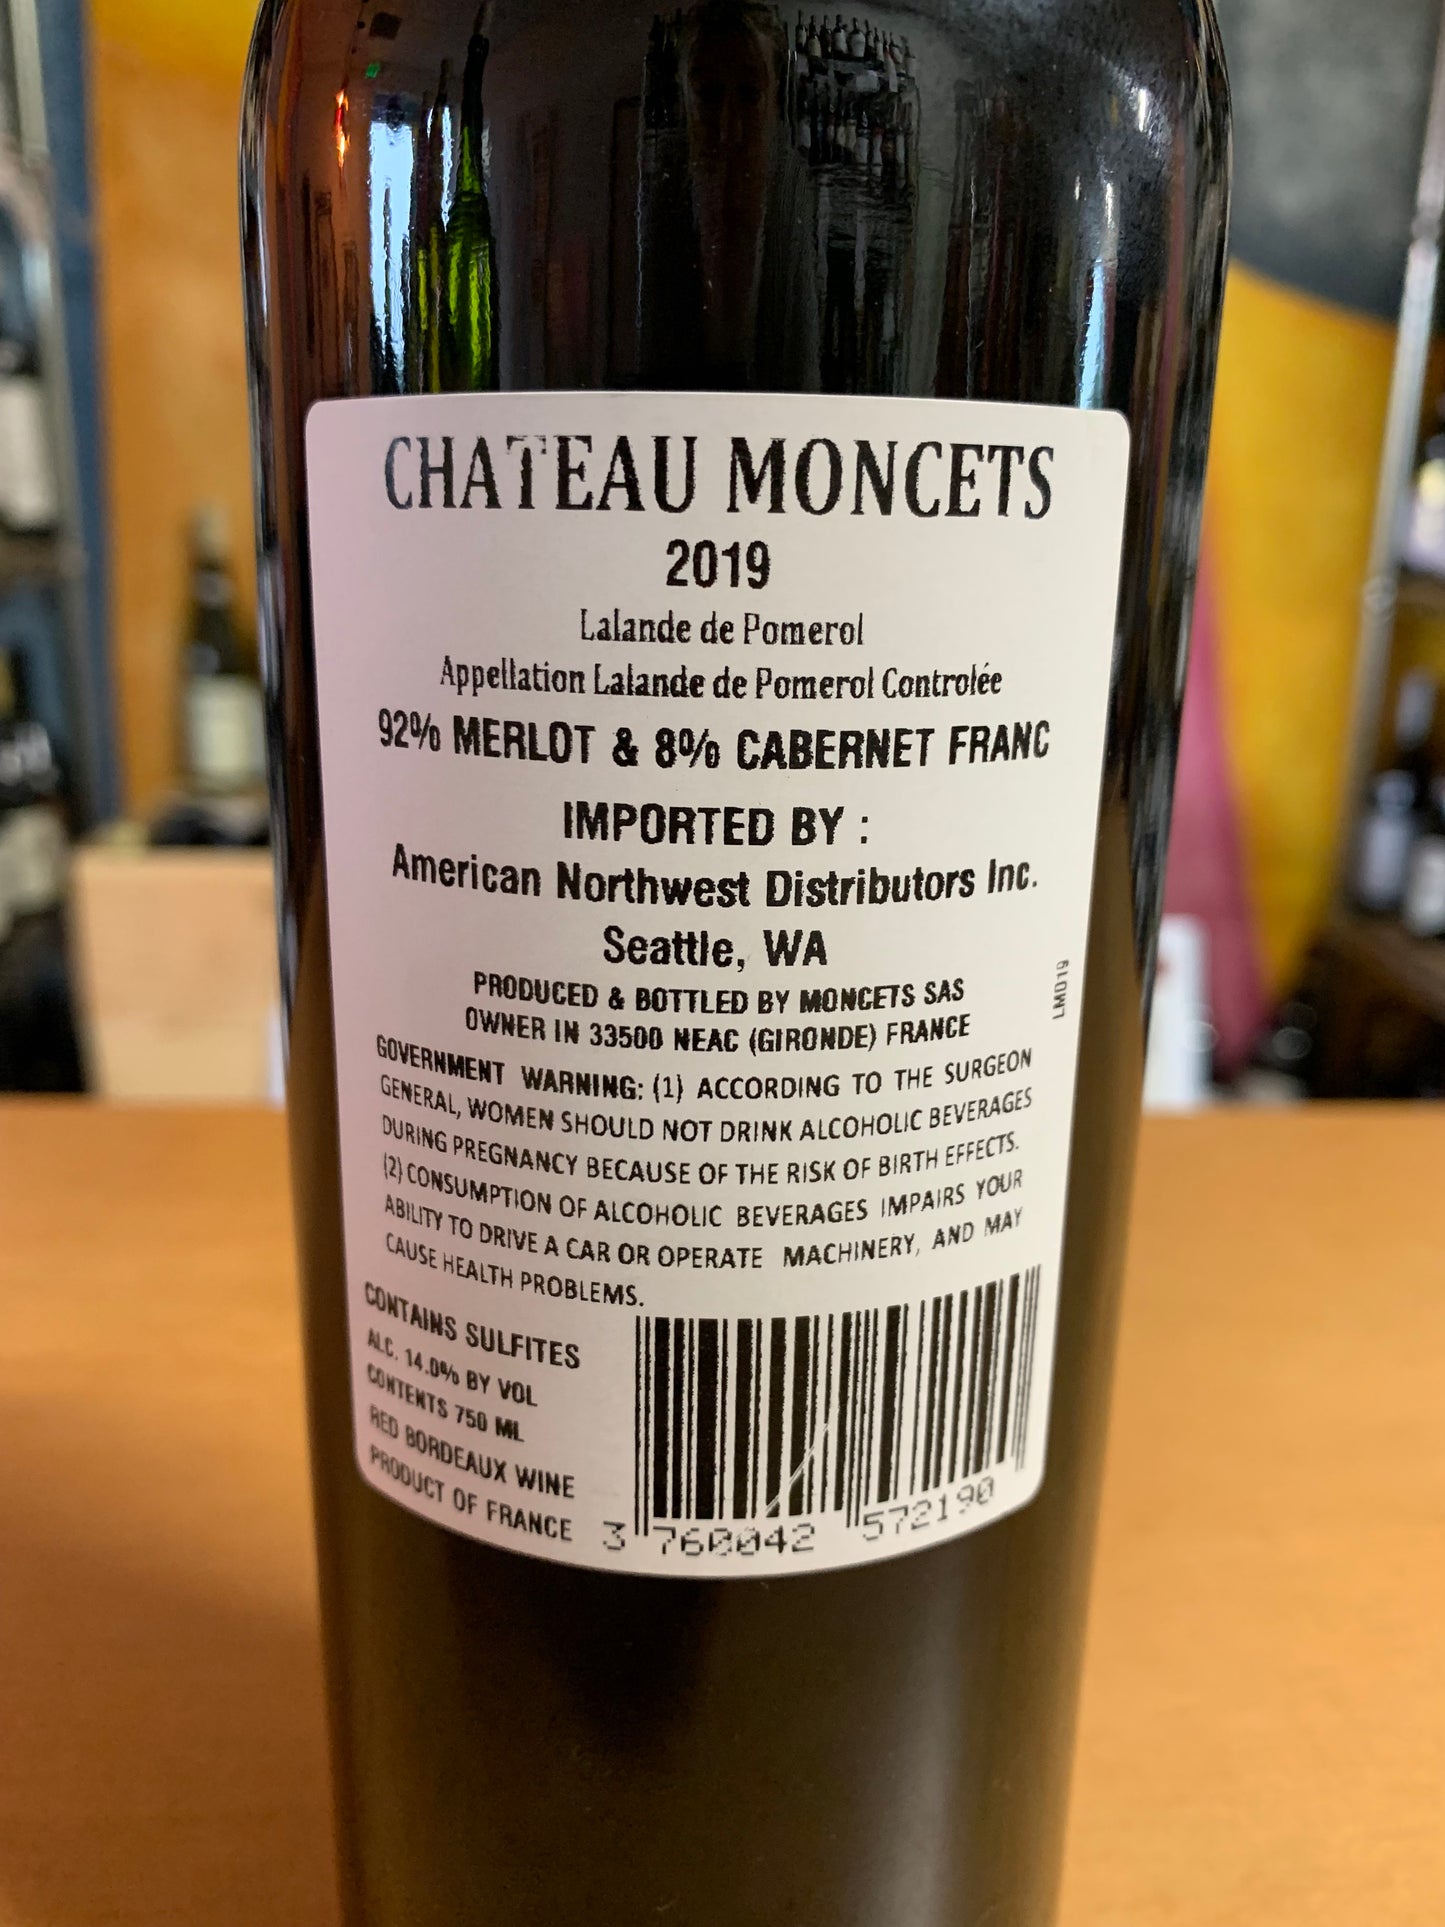 CHATEAU MONCETS
2019
Lalande de Pomerol
Appellation Lalande de Pomerol Controlée
92% MERLOT & 8% CABERNET FRANC
IMPORTED BY :
American Northwest Distributors Inc.
Seattle, WA
PRODUCED & BOTTLED BY MONCETS SAS
OWNER IN 33500 NEAC (GIRONDE) FRANCE
LM019
GOVERNMENT WARNING: (1) ACCORDING TO THE SURGEON
GENERAL, WOMEN SHOULD NOT DRINK ALCOHOLIC BEVERAGES
DURING PREGNANCY BECAUSE OF THE RISK OF BIRTH EFFECTS.
(2) CONSUMPTION OF ALCOHOLIC BEVERAGES IMPAIRS YOUR
ABILITY TO DRIVE A CAR OR OPERATE MACHINERY, AND MAY
CAUSE HEALTH PROBLEMS.
CONTAINS SULFITES
ALC. 14.0% BY VOL
CONTENTS 750 ML
RED BORDEAUX WINE
PRODUCT OF FRANCE
3 760042 572190